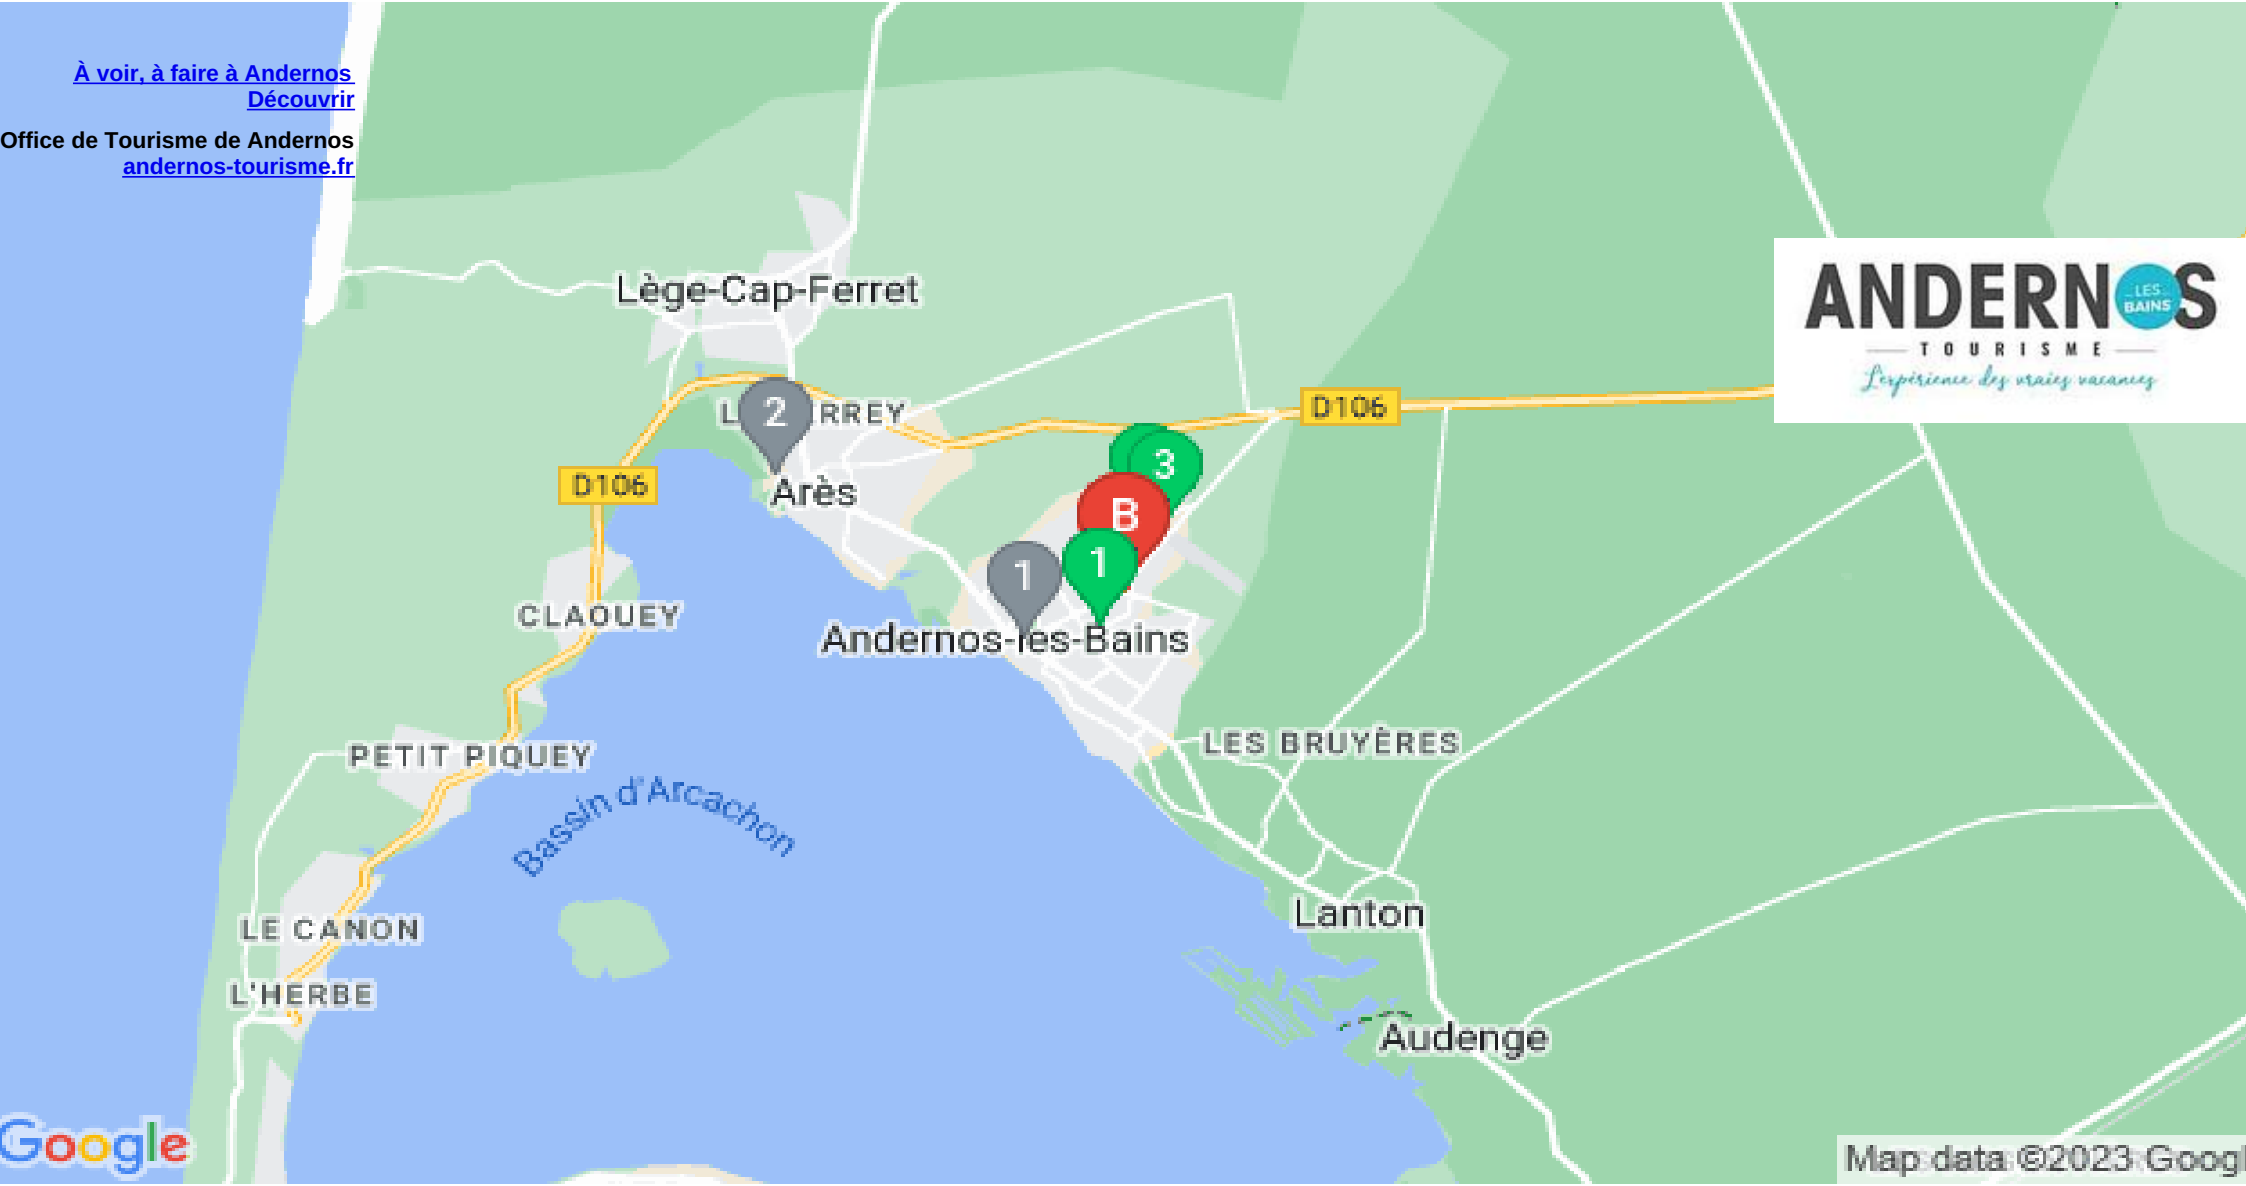 À voir, à faire à Andernos
Découvrir
Office de Tourisme de Andernos
andernos-tourisme.fr
Lège-Cap-Ferret
ANDERNOS
LES
BAINS
TOURISME
L'expérience des vraies vacances
2
RREY
D106
D106
3
Arès
B
1
1
CLAOUEY
Andernos-les-Bains
PETIT PIQUEY
LES BRUYÈRES
Bassin d'Arcachon
LE CANON
Lanton
L'HERBE
Audenge
Google
Map data ©2023 Googl